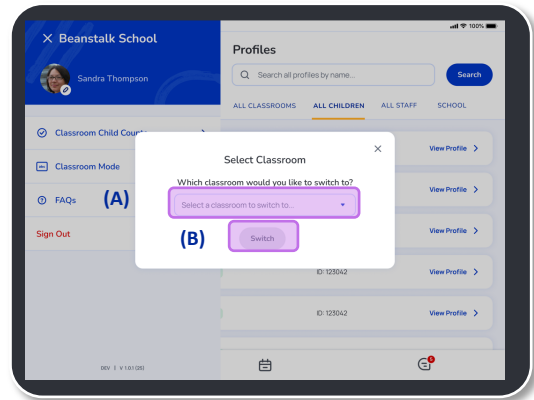 100%
Beanstalk School
Sandra Thompson
Profiles
Search all profiles by name...
Search
ALL CLASSROOMS
ALL CHILDREN
ALL STAFF
SCHOOL
Classroom Child Counts
Classroom Mode
FAQs
Sign Out
(A)
(B)
Select Classroom
Which classroom would you like to switch to?
Select a classroom to switch to...
Switch
View Profile
View Profile
View Profile
ID: 123042
View Profile
ID: 123042
View Profile
DEV | V 1.0.1 (26)